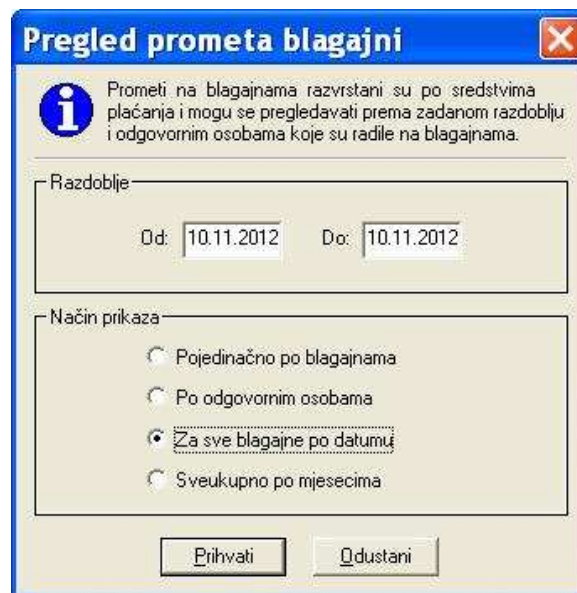 Pregled prometa blagajni
Prometi na blagajnama razvrstani su po sredstvima
plaćanja i mogu se pregledavati prema zadanom razdoblju
i odgovornim osobama koje su radile na blagajnama.
Razdoblje
Od: 10.11.2012 Do: 10.11.2012
Način prikaza
Pojedinačno po blagajnama
Po odgovornim osobama
Za sve blagajne po datumu
Sveukupno po mjesecima
Prihvati Odustani